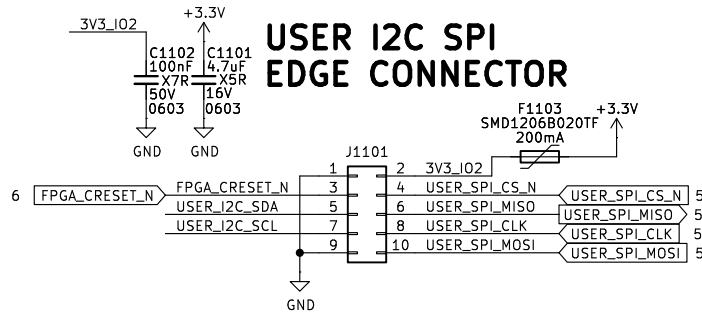 +3.3V
3V3_IO2
USER I2C SPI
EDGE CONNECTOR
C1102
100nF
X7R
50V
0603
C1101
4.7uF
X5R
16V
0603
GND
GND
F1103
SMD1206B020TF
200mA
+3.3V
J1101
1
2
3V3_IO2
6
FPGA_CRESET_N
FPGA_CRESET_N
3
4
USER_SPI_CS_N
USER_SPI_CS_N
5
USER_I2C_SDA
5
6
USER_SPI_MISO
USER_SPI_MISO
5
USER_I2C_SCL
7
8
USER_SPI_CLK
USER_SPI_CLK
5
9
10
USER_SPI_MOSI
USER_SPI_MOSI
5
GND